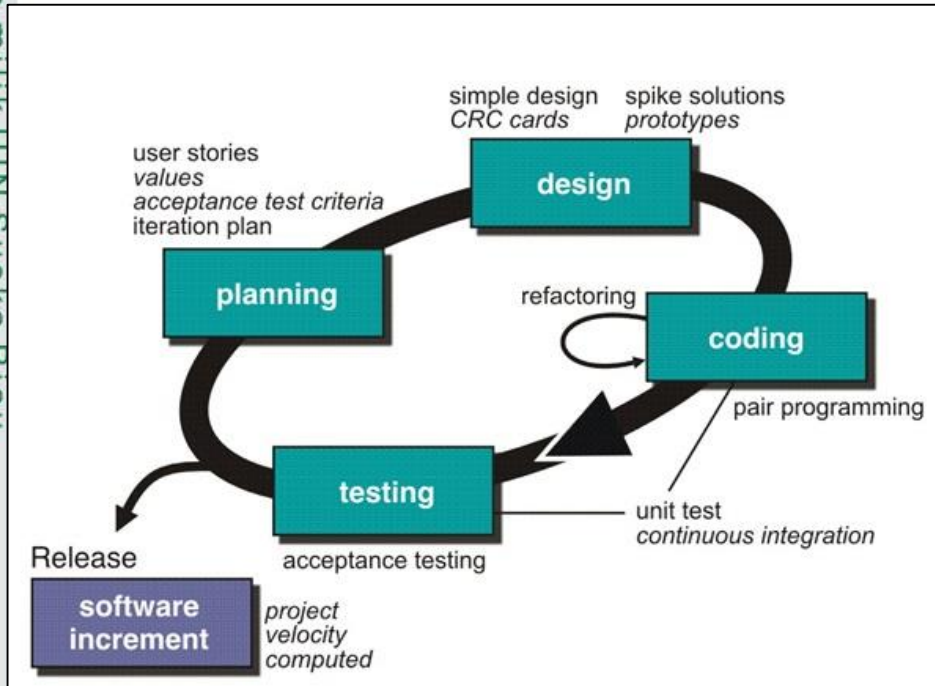 simple design
CRC cards
spike solutions
prototypes
user stories
values
acceptance test criteria
iteration plan
design
planning
refactoring
coding
pair programming
testing
unit test
continuous integration
acceptance testing
Release
software
increment
project
velocity
computed